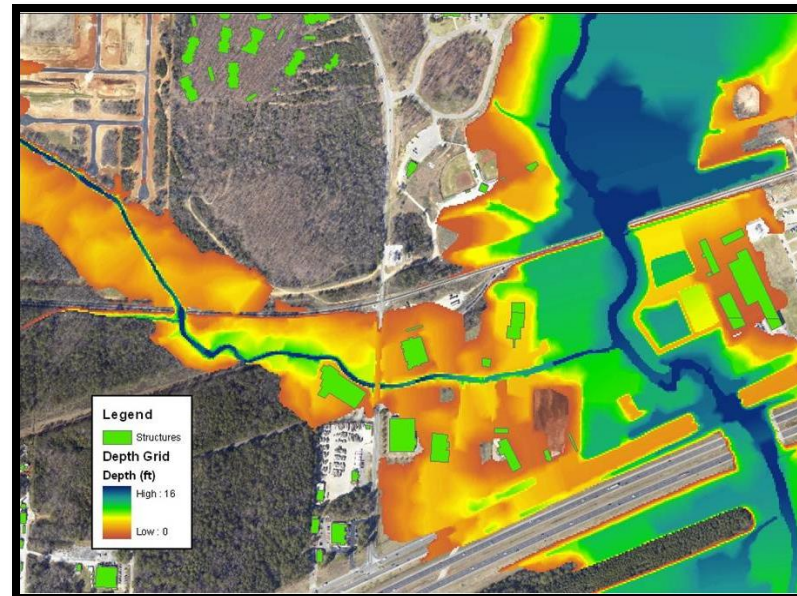 Legend
Structures
Depth Grid
Depth (ft)
High : 16
Low : 0